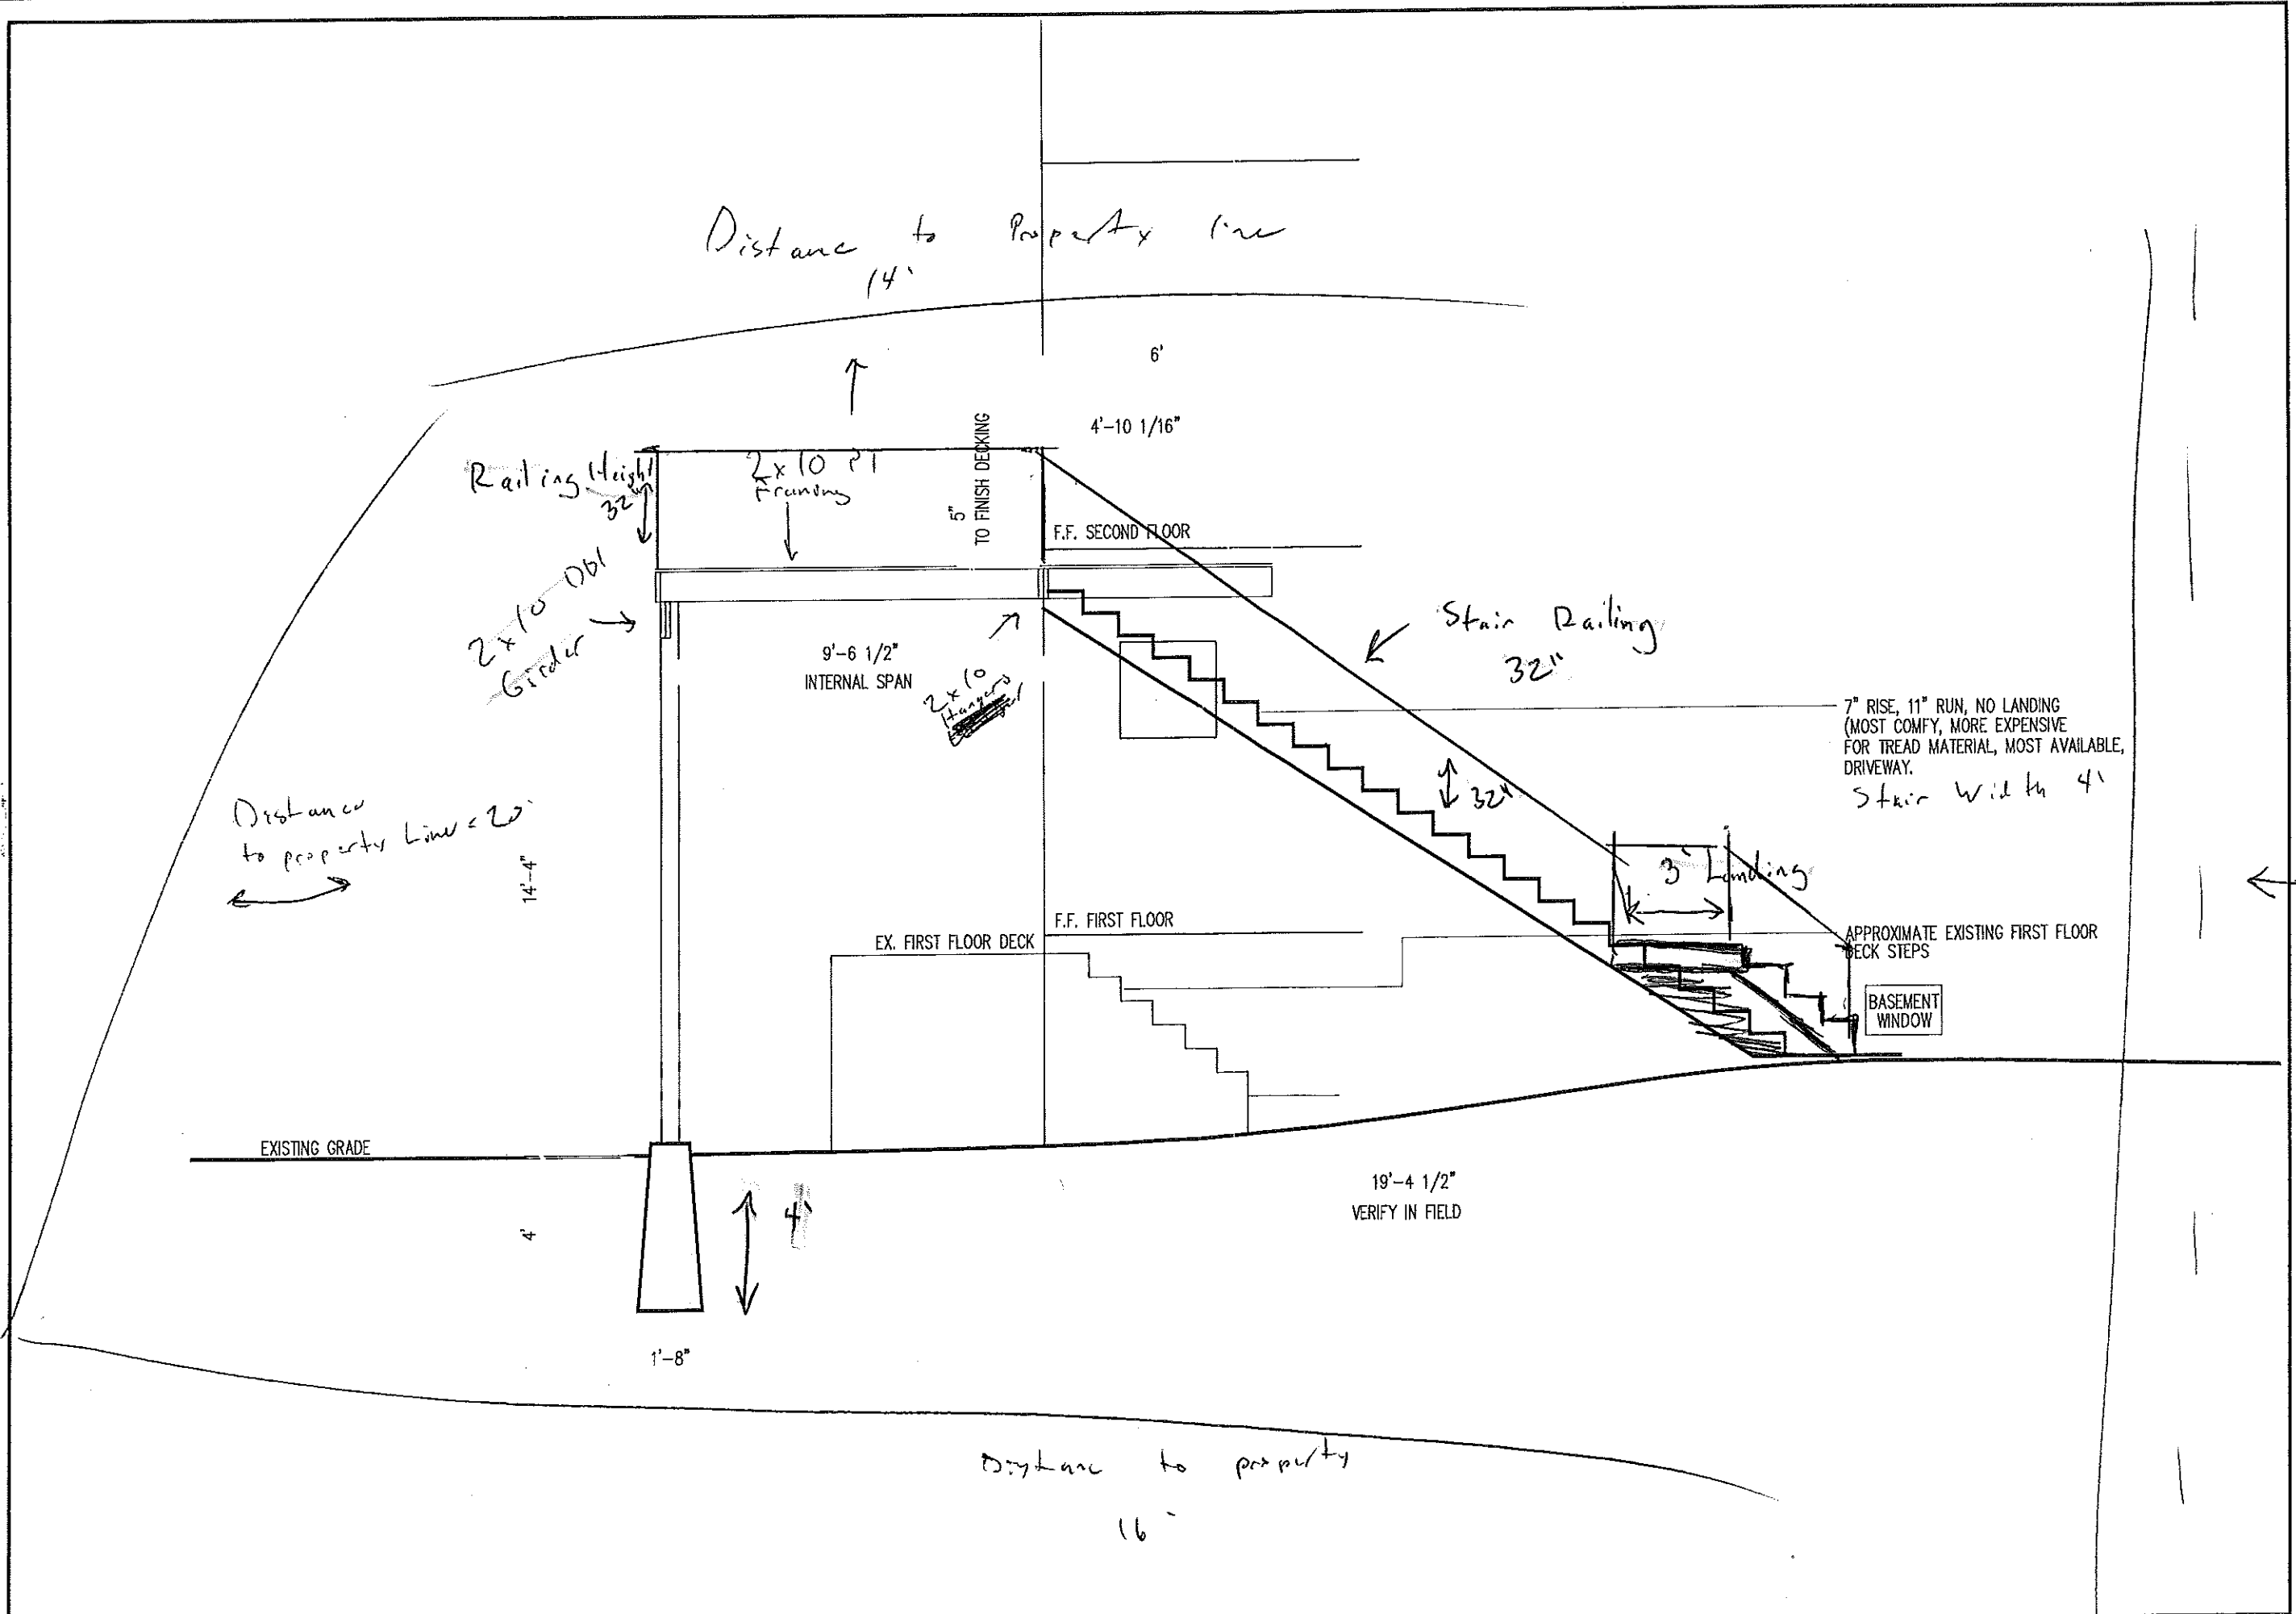 Distance to Property line
14'
6'
4'-10 1/16"
Railing Height
32"
2x10 PT
Framing
5"
TO FINISH DECKING
F.F. SECOND FLOOR
2x10 Dbl
Girder
9'-6 1/2"
INTERNAL SPAN
2x10
Hangers
Stair Railing
32"
7" RISE, 11" RUN, NO LANDING
(MOST COMFY, MORE EXPENSIVE
FOR TREAD MATERIAL, MOST AVAILABLE,
DRIVEWAY.
Stair Width 4'
32"
Distance
to property Line = 20'
14'-4"
3' Landing
F.F. FIRST FLOOR
EX. FIRST FLOOR DECK
APPROXIMATE EXISTING FIRST FLOOR
DECK STEPS
BASEMENT
WINDOW
EXISTING GRADE
4'
4'
19'-4 1/2"
VERIFY IN FIELD
1'-8"
Distance to property
16'